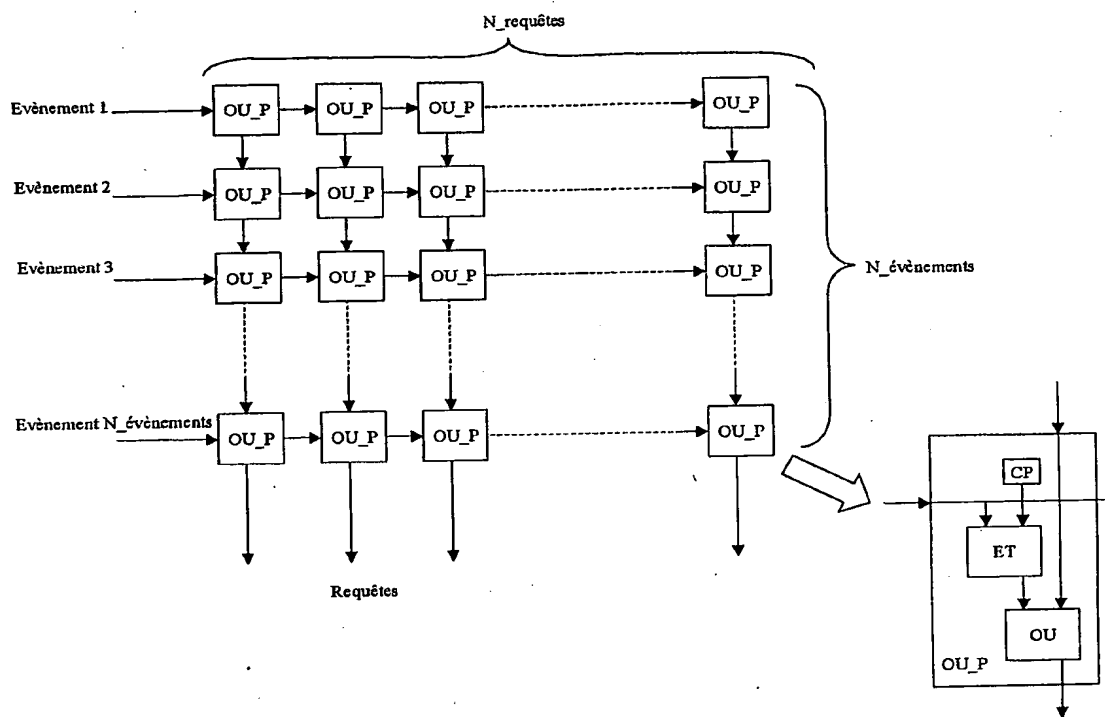 N_requêtes
Evènement 1 OU_P OU_P OU_P OU_P
Evènement 2 OU_P OU_P OU_P OU_P
Evènement 3 OU_P OU_P OU_P OU_P
N_évènements
Evènement N_évènements OU_P OU_P OU_P OU_P
Requêtes
CP
ET
OU
OU_P